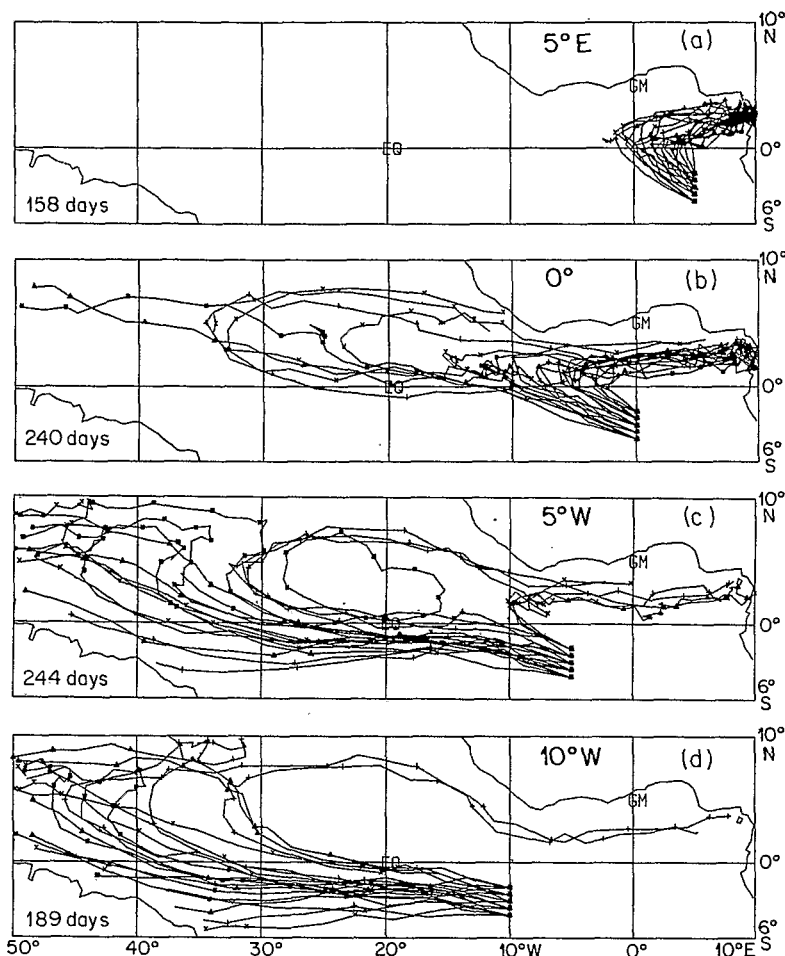 10°
N
5°E
(a)
GM
EQ
0°
158 days
6°
S
10°
N
0°
(b)
GM
EQ
0°
240 days
6°
S
10°
N
5°W
(c)
GM
EQ
0°
244 days
6°
S
10°
N
10°W
(d)
GM
EQ
0°
189 days
6°
S
50° 40° 30° 20° 10°W 0° 10°E